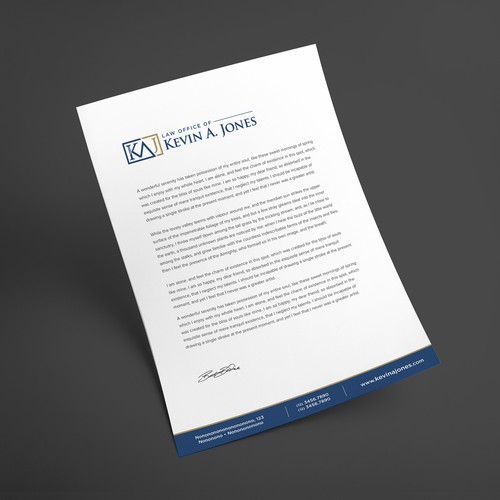 KAJ
LAW OFFICE OF
KEVIN A. JONES
A wonderful serenity has taken possession of my entire soul, like these sweet mornings of spring
which I enjoy with my whole heart. I am alone, and feel the charm of existence in this spot, which
was created for the bliss of souls like mine. I am so happy, my dear friend, so absorbed in the
exquisite sense of mere tranquil existence, that I neglect my talents. I should be incapable of
drawing a single stroke at the present moment; and yet I feel that I never was a greater artist.
While the lovely valley teems with vapour around me, and the meridian sun strikes the upper
surface of the impenetrable foliage of my trees, and but a few stray gleams steal into the inner
sanctuary, I throw myself down among the tall grass by the trickling stream; and, as I lie close to
the earth, a thousand unknown plants are noticed by me: when I hear the buzz of the little world
among the stalks, and grow familiar with the countless indescribable forms of the insects and flies,
then I feel the presence of the Almighty, who formed us in his own image, and the breath.
I am alone, and feel the charm of existence in this spot, which was created for the bliss of souls
like mine. I am so happy, my dear friend, so absorbed in the exquisite sense of mere tranquil
existence, that I neglect my talents. I should be incapable of drawing a single stroke at the present
moment; and yet I feel that I never was a greater artist.
A wonderful serenity has taken possession of my entire soul, like these sweet mornings of spring
which I enjoy with my whole heart. I am alone, and feel the charm of existence in this spot, which
was created for the bliss of souls like mine. I am so happy, my dear friend, so absorbed in the
exquisite sense of mere tranquil existence, that I neglect my talents. I should be incapable of
drawing a single stroke at the present moment; and yet I feel that I never was a greater artist.
3456.7890
3456.7890
www.kevinajones.com